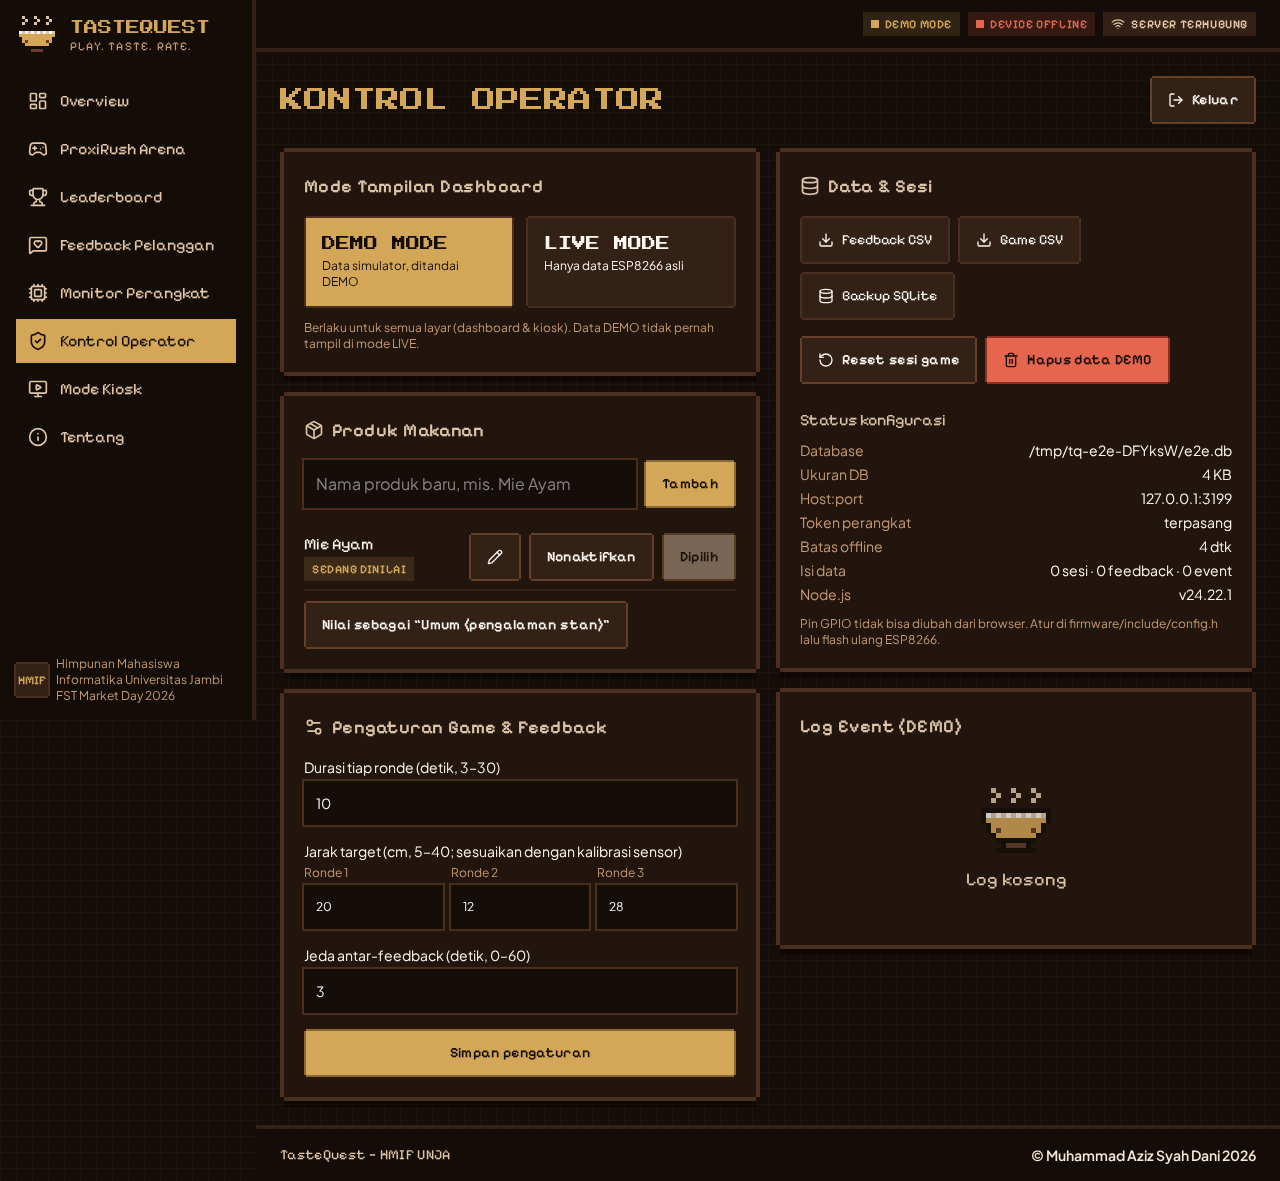 TASTEQUEST
PLAY. TASTE. RATE.
Overview
ProxiRush Arena
Leaderboard
Feedback Pelanggan
Monitor Perangkat
Kontrol Operator
Mode Kiosk
Tentang
HMIF
Himpunan Mahasiswa
Informatika Universitas Jambi
FST Market Day 2026
DEMO MODE
DEVICE OFFLINE
SERVER TERHUBUNG
KONTROL OPERATOR
Keluar
Mode Tampilan Dashboard
DEMO MODE
Data simulator, ditandai
DEMO
LIVE MODE
Hanya data ESP8266 asli
Berlaku untuk semua layar (dashboard & kiosk). Data DEMO tidak pernah
tampil di mode LIVE.
Produk Makanan
Nama produk baru, mis. Mie Ayam
Tambah
Mie Ayam
SEDANG DINILAI
Nonaktifkan
Dipilih
Nilai sebagai "Umum (pengalaman stan)"
Pengaturan Game & Feedback
Durasi tiap ronde (detik, 3–30)
10
Jarak target (cm, 5–40; sesuaikan dengan kalibrasi sensor)
Ronde 1
Ronde 2
Ronde 3
20
12
28
Jeda antar-feedback (detik, 0–60)
3
Simpan pengaturan
Data & Sesi
Feedback CSV
Game CSV
Backup SQLite
Reset sesi game
Hapus data DEMO
Status konfigurasi
Database /tmp/tq-e2e-DFYksW/e2e.db
Ukuran DB 4 KB
Host:port 127.0.0.1:3199
Token perangkat terpasang
Batas offline 4 dtk
Isi data 0 sesi · 0 feedback · 0 event
Node.js v24.22.1
Pin GPIO tidak bisa diubah dari browser. Atur di firmware/include/config.h
lalu flash ulang ESP8266.
Log Event (DEMO)
Log kosong
TasteQuest – HMIF UNJA
© Muhammad Aziz Syah Dani 2026